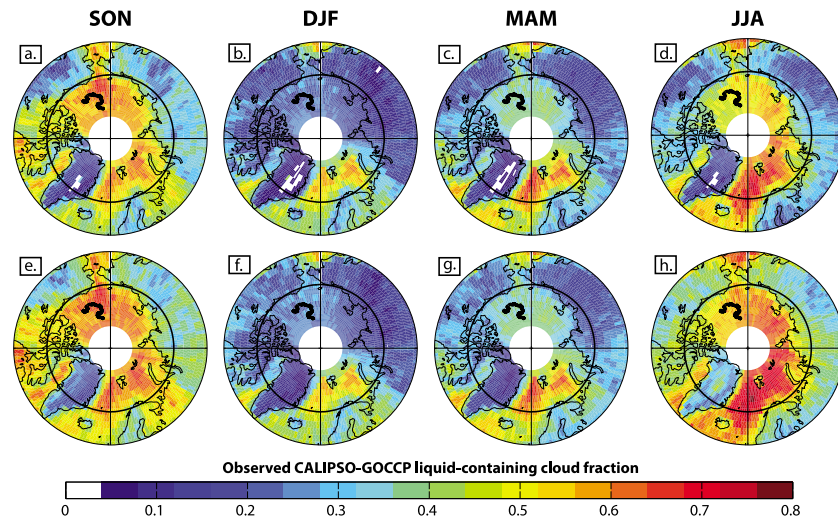 SON DJF MAM JJA
a. b. c. d.
e. f. g. h.
Observed CALIPSO-GOCCP liquid-containing cloud fraction
0 0.1 0.2 0.3 0.4 0.5 0.6 0.7 0.8